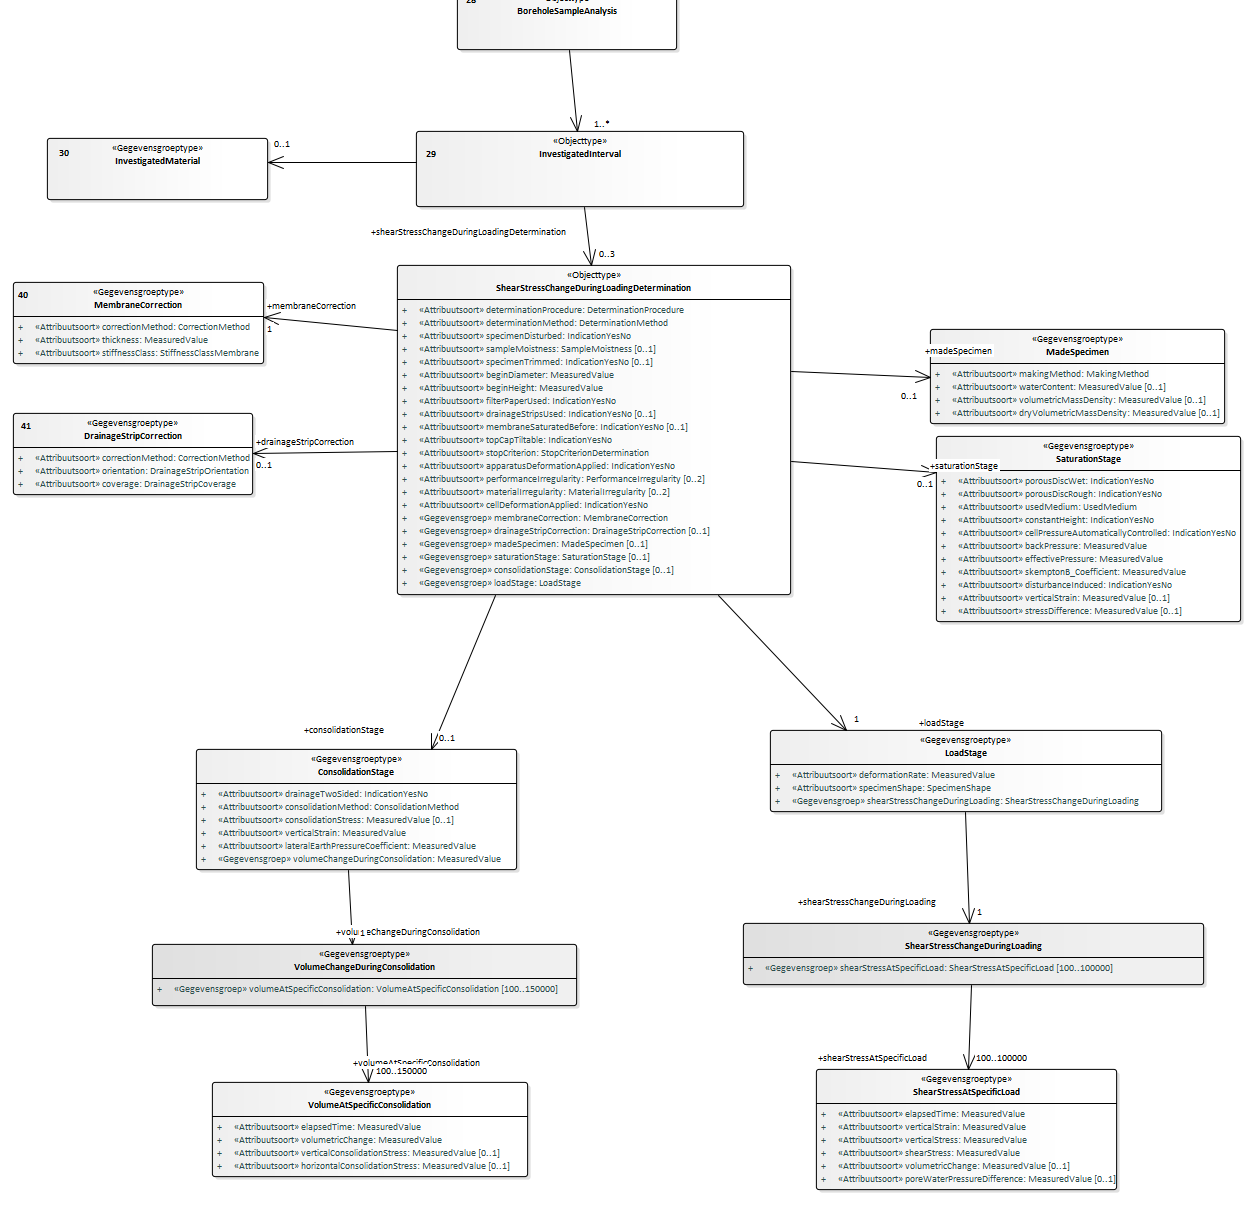 28
BoreholeSampleAnalysis
1..*
30
«Gegevensgroeptype»
InvestigatedMaterial
0..1
29
«Objecttype»
InvestigatedInterval
+shearStressChangeDuringLoadingDetermination
0..3
«Objecttype»
ShearStressChangeDuringLoadingDetermination
+ «Attribuutsoort» determinationProcedure: DeterminationProcedure
+ «Attribuutsoort» determinationMethod: DeterminationMethod
+ «Attribuutsoort» specimenDisturbed: IndicationYesNo
+ «Attribuutsoort» sampleMoistness: SampleMoistness [0..1]
+ «Attribuutsoort» specimenTrimmed: IndicationYesNo [0..1]
+ «Attribuutsoort» beginDiameter: MeasuredValue
+ «Attribuutsoort» beginHeight: MeasuredValue
+ «Attribuutsoort» filterPaperUsed: IndicationYesNo
+ «Attribuutsoort» drainageStripsUsed: IndicationYesNo [0..1]
+ «Attribuutsoort» membraneSaturatedBefore: IndicationYesNo [0..1]
+ «Attribuutsoort» topCapTiltable: IndicationYesNo
+ «Attribuutsoort» stopCriterion: StopCriterionDetermination
+ «Attribuutsoort» apparatusDeformationApplied: IndicationYesNo
+ «Attribuutsoort» performanceIrregularity: PerformanceIrregularity [0..2]
+ «Attribuutsoort» materialIrregularity: MaterialIrregularity [0..2]
+ «Attribuutsoort» cellDeformationApplied: IndicationYesNo
+ «Gegevensgroep» membraneCorrection: MembraneCorrection
+ «Gegevensgroep» drainageStripCorrection: DrainageStripCorrection [0..1]
+ «Gegevensgroep» madeSpecimen: MadeSpecimen [0..1]
+ «Gegevensgroep» saturationStage: SaturationStage [0..1]
+ «Gegevensgroep» consolidationStage: ConsolidationStage [0..1]
+ «Gegevensgroep» loadStage: LoadStage
40
«Gegevensgroeptype»
MembraneCorrection
+ «Attribuutsoort» correctionMethod: CorrectionMethod
+ «Attribuutsoort» thickness: MeasuredValue
+ «Attribuutsoort» stiffnessClass: StiffnessClassMembrane
+membraneCorrection
1
41
«Gegevensgroeptype»
DrainageStripCorrection
+ «Attribuutsoort» correctionMethod: CorrectionMethod
+ «Attribuutsoort» orientation: DrainageStripOrientation
+ «Attribuutsoort» coverage: DrainageStripCoverage
+drainageStripCorrection
0..1
+madeSpecimen
0..1
«Gegevensgroeptype»
MadeSpecimen
+ «Attribuutsoort» makingMethod: MakingMethod
+ «Attribuutsoort» waterContent: MeasuredValue [0..1]
+ «Attribuutsoort» volumetricMassDensity: MeasuredValue [0..1]
+ «Attribuutsoort» dryVolumetricMassDensity: MeasuredValue [0..1]
+saturationStage
0..1
«Gegevensgroeptype»
SaturationStage
+ «Attribuutsoort» porousDiscWet: IndicationYesNo
+ «Attribuutsoort» porousDiscRough: IndicationYesNo
+ «Attribuutsoort» usedMedium: UsedMedium
+ «Attribuutsoort» constantHeight: IndicationYesNo
+ «Attribuutsoort» cellPressureAutomaticallyControlled: IndicationYesNo
+ «Attribuutsoort» backPressure: MeasuredValue
+ «Attribuutsoort» effectivePressure: MeasuredValue
+ «Attribuutsoort» skemptonB_Coefficient: MeasuredValue
+ «Attribuutsoort» disturbanceInduced: IndicationYesNo
+ «Attribuutsoort» verticalStrain: MeasuredValue [0..1]
+ «Attribuutsoort» stressDifference: MeasuredValue [0..1]
+consolidationStage
0..1
«Gegevensgroeptype»
ConsolidationStage
+ «Attribuutsoort» drainageTwoSided: IndicationYesNo
+ «Attribuutsoort» consolidationMethod: ConsolidationMethod
+ «Attribuutsoort» consolidationStress: MeasuredValue [0..1]
+ «Attribuutsoort» verticalStrain: MeasuredValue
+ «Attribuutsoort» lateralEarthPressureCoefficient: MeasuredValue
+ «Gegevensgroep» volumeChangeDuringConsolidation: MeasuredValue
1
+loadStage
«Gegevensgroeptype»
LoadStage
+ «Attribuutsoort» deformationRate: MeasuredValue
+ «Attribuutsoort» specimenShape: SpecimenShape
+ «Gegevensgroep» shearStressChangeDuringLoading: ShearStressChangeDuringLoading
+volumeChangeDuringConsolidation
1
«Gegevensgroeptype»
VolumeChangeDuringConsolidation
+ «Gegevensgroep» volumeAtSpecificConsolidation: VolumeAtSpecificConsolidation [100..150000]
+shearStressChangeDuringLoading
1
«Gegevensgroeptype»
ShearStressChangeDuringLoading
+ «Gegevensgroep» shearStressAtSpecificLoad: ShearStressAtSpecificLoad [100..100000]
+volumeAtSpecificConsolidation
100..150000
«Gegevensgroeptype»
VolumeAtSpecificConsolidation
+ «Attribuutsoort» elapsedTime: MeasuredValue
+ «Attribuutsoort» volumetricChange: MeasuredValue
+ «Attribuutsoort» verticalConsolidationStress: MeasuredValue [0..1]
+ «Attribuutsoort» horizontalConsolidationStress: MeasuredValue [0..1]
+shearStressAtSpecificLoad
100..100000
«Gegevensgroeptype»
ShearStressAtSpecificLoad
+ «Attribuutsoort» elapsedTime: MeasuredValue
+ «Attribuutsoort» verticalStrain: MeasuredValue
+ «Attribuutsoort» verticalStress: MeasuredValue
+ «Attribuutsoort» shearStress: MeasuredValue
+ «Attribuutsoort» volumetricChange: MeasuredValue [0..1]
+ «Attribuutsoort» poreWaterPressureDifference: MeasuredValue [0..1]